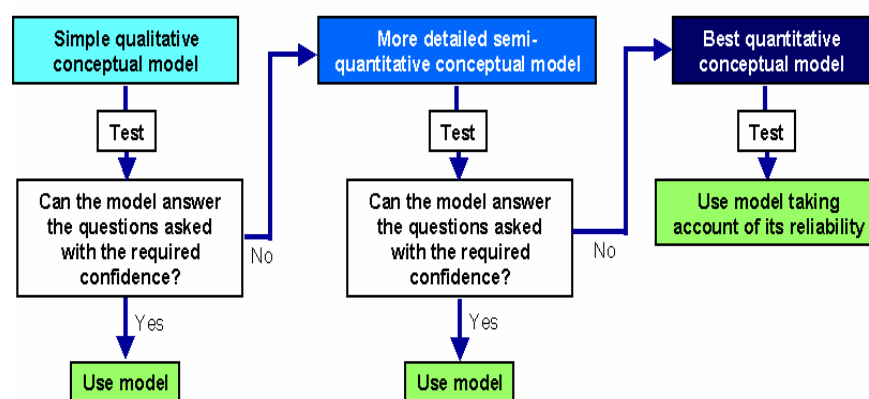 Simple qualitative
conceptual model
Test
Can the model answer
the questions asked
with the required
confidence?
No
Yes
Use model
More detailed semi-
quantitative conceptual model
Test
Can the model answer
the questions asked
with the required
confidence?
No
Yes
Use model
Best quantitative
conceptual model
Test
Use model taking
account of its reliability